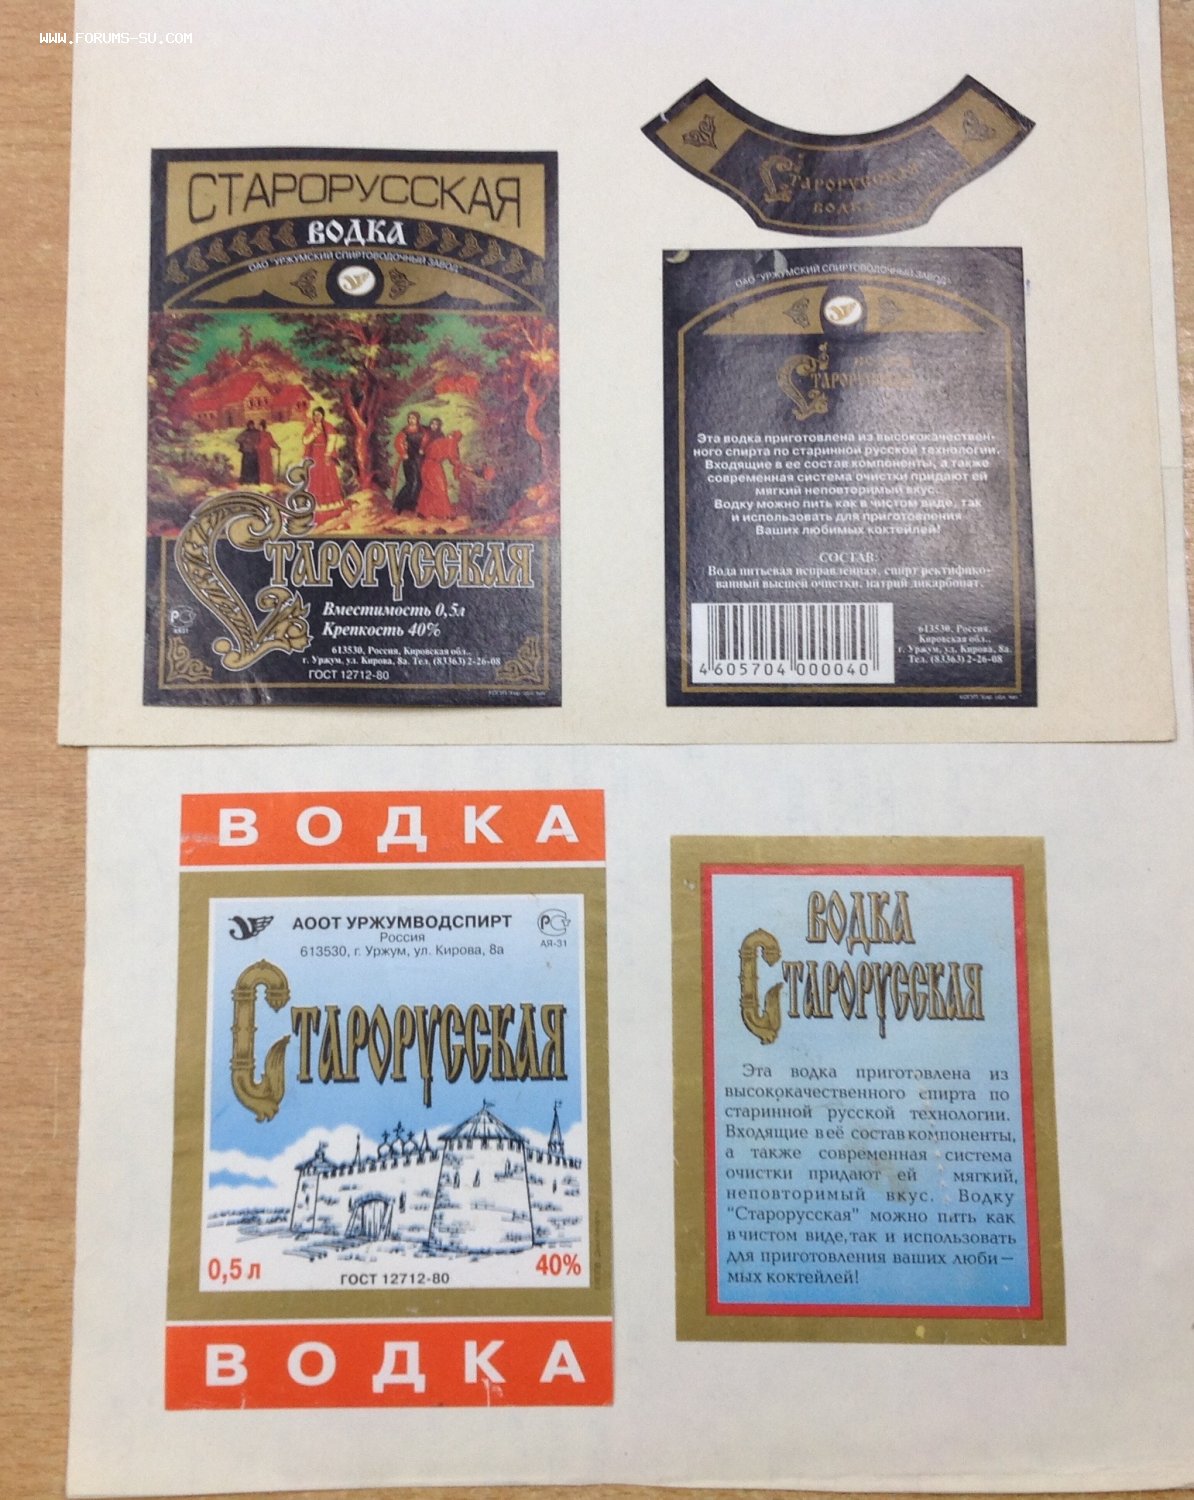 WWW.FORUMS-SU.COM
СТАРОРУССКАЯ
ВОДКА
ОАО "УРЖУМСКИЙ СПИРТОВОДОЧНЫЙ ЗАВОД"
СТАРОРУССКАЯ
Вместимость 0,5л
Крепкость 40%
613530, Россия, Кировская обл.,
г. Уржум, ул. Кирова, 8а. Тел. (83363) 2-26-08
ГОСТ 12712-80
СТАРОРУССКАЯ
ВОДКА
ОАО "УРЖУМСКИЙ СПИРТОВОДОЧНЫЙ ЗАВОД"
СТАРОРУССКАЯ
Эта водка приготовлена из высококачествен-
ного спирта по старинной русской технологии.
Входящие в ее состав компоненты, а также
современная система очистки придают ей
мягкий неповторимый вкус.
Водку можно пить как в чистом виде, так
и использовать для приготовления
Ваших любимых коктейлей!
СОСТАВ:
Вода питьевая исправленная, спирт ректифико-
ванный высшей очистки, натрий дикарбонат.
4 605704 000040
613530, Россия,
Кировская обл.,
г. Уржум, ул. Кирова, 8а.
Тел. (83363) 2-26-08
ВОДКА
АООТ УРЖУМВОДСПИРТ
Россия
613530, г. Уржум, ул. Кирова, 8а
РС
АЯ-31
СТАРОРУССКАЯ
0,5 л
40%
ГОСТ 12712-80
ВОДКА
ВОДКА
СТАРОРУССКАЯ
Эта водка приготовлена из
высококачественного спирта по
старинной русской технологии.
Входящие в её состав компоненты,
а также современная система
очистки придают ей мягкий,
неповторимый вкус. Водку
"Старорусская" можно пить как
в чистом виде, так и использовать
для приготовления ваших люби—
мых коктейлей!